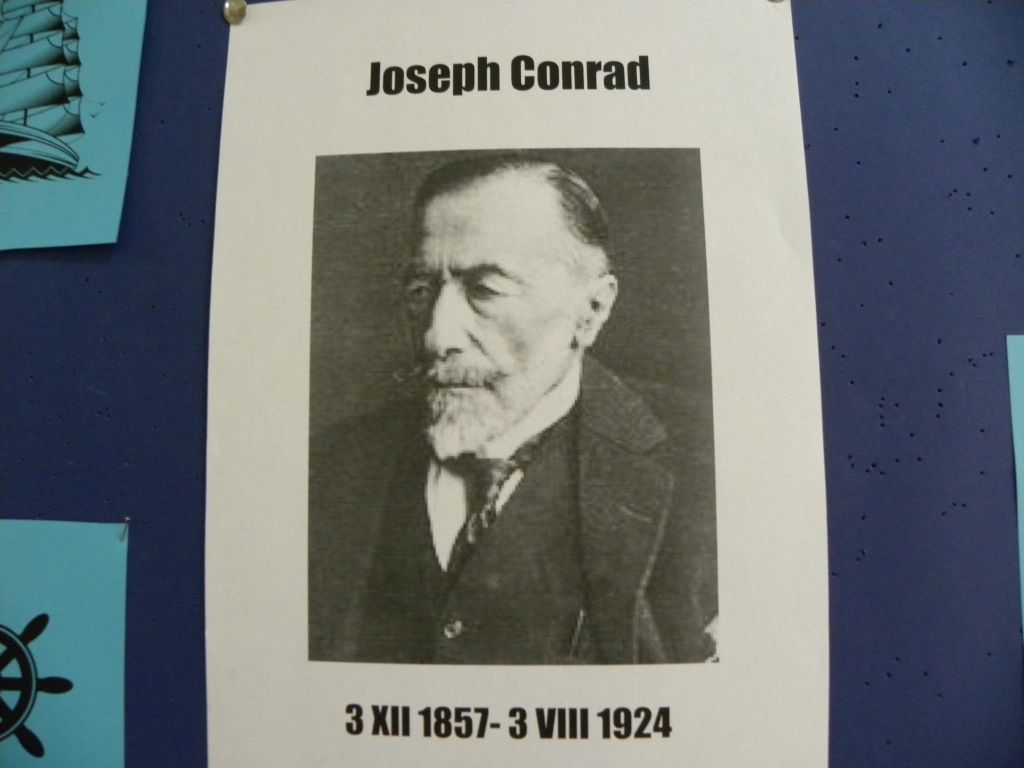 Joseph Conrad
3 XII 1857- 3 VIII 1924